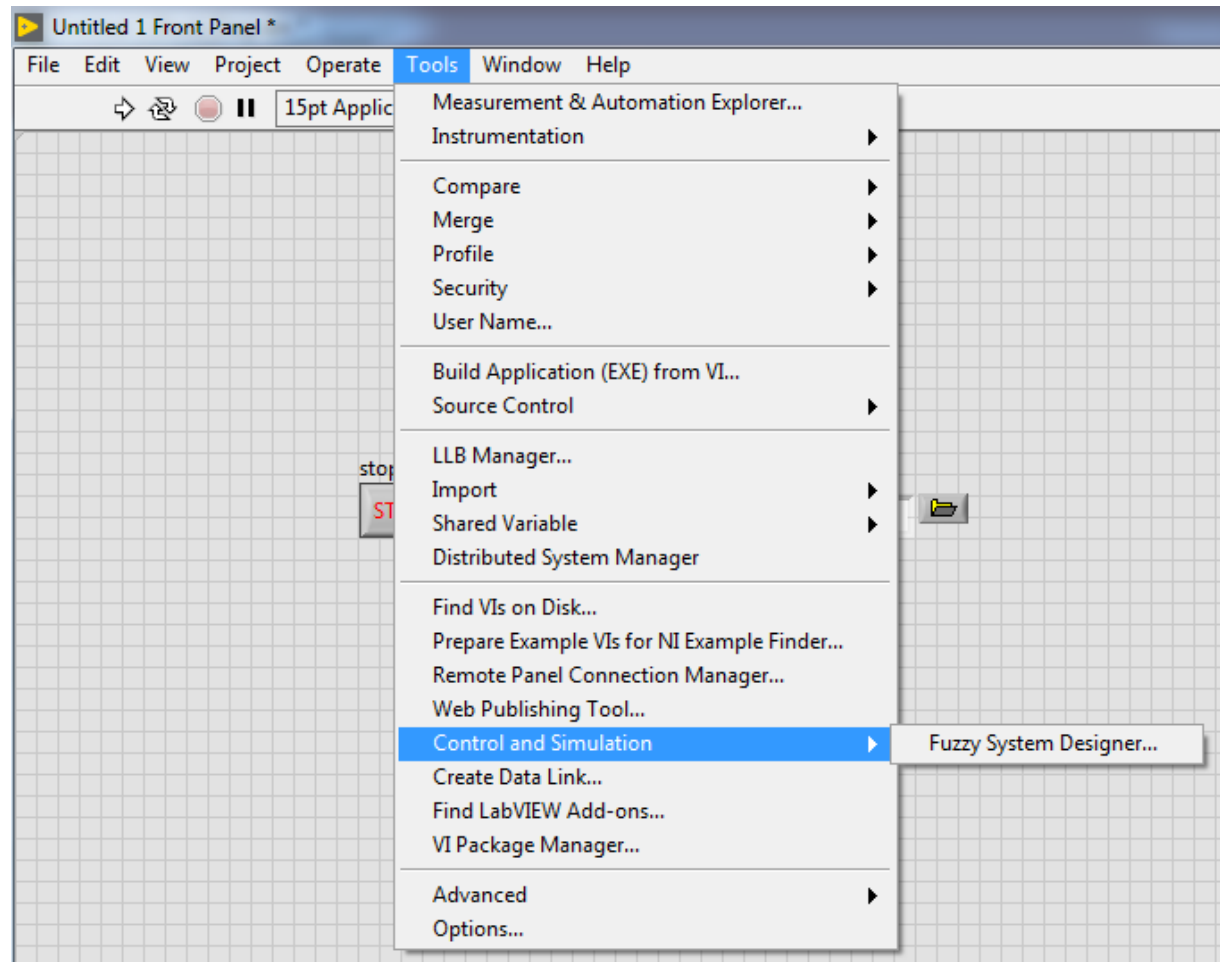 Untitled 1 Front Panel *
File Edit View Project Operate Tools Window Help
15pt Applic
Measurement & Automation Explorer...
Instrumentation
Compare
Merge
Profile
Security
User Name...
Build Application (EXE) from VI...
Source Control
LLB Manager...
Import
Shared Variable
Distributed System Manager
Find VIs on Disk...
Prepare Example VIs for NI Example Finder...
Remote Panel Connection Manager...
Web Publishing Tool...
Control and Simulation
Fuzzy System Designer...
Create Data Link...
Find LabVIEW Add-ons...
VI Package Manager...
Advanced
Options...
stop
ST